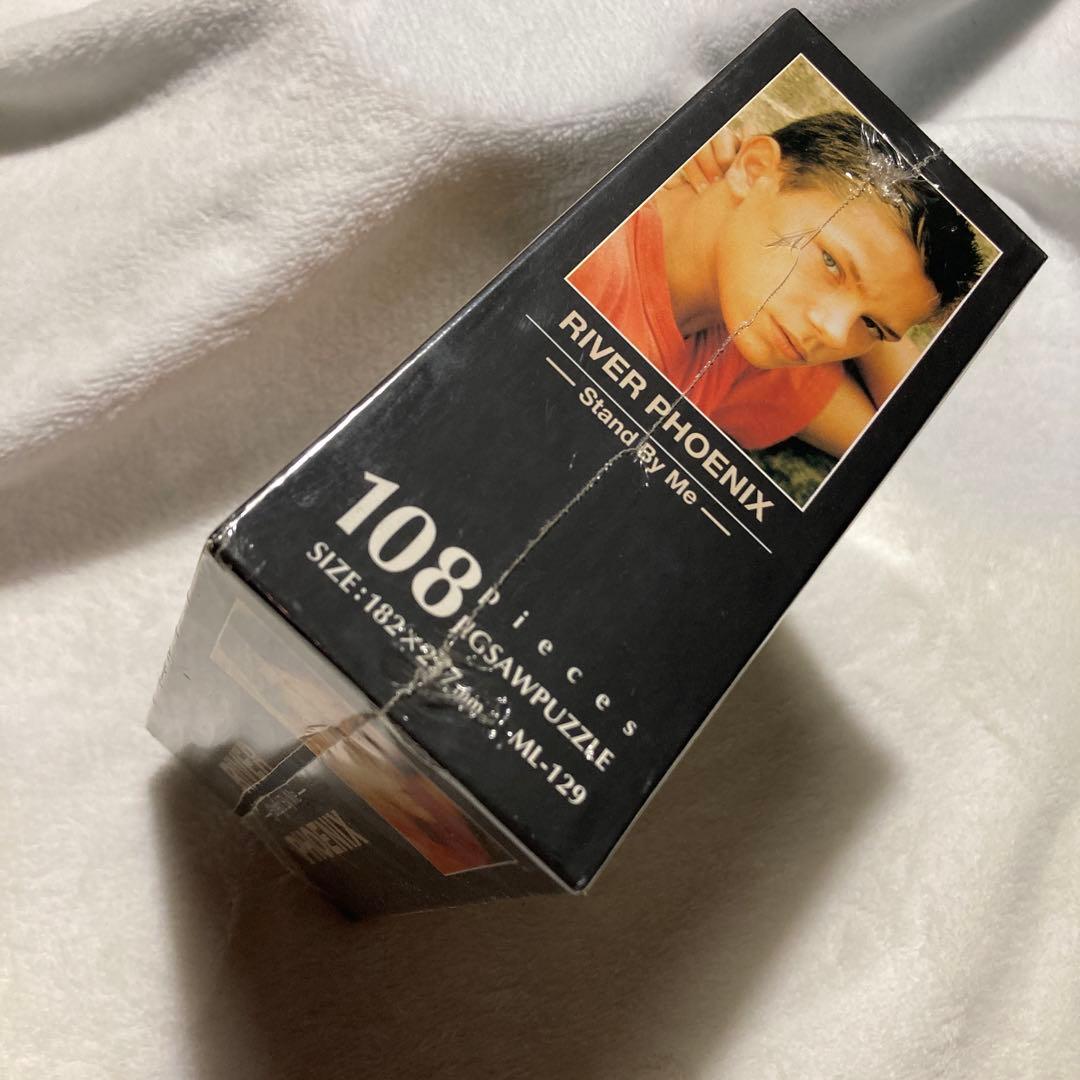 RIVER PHOENIX
— Stand By Me —
108 pieces
JIGSAWPUZZLE
SIZE:182×257mm ML-129
PHOENIX